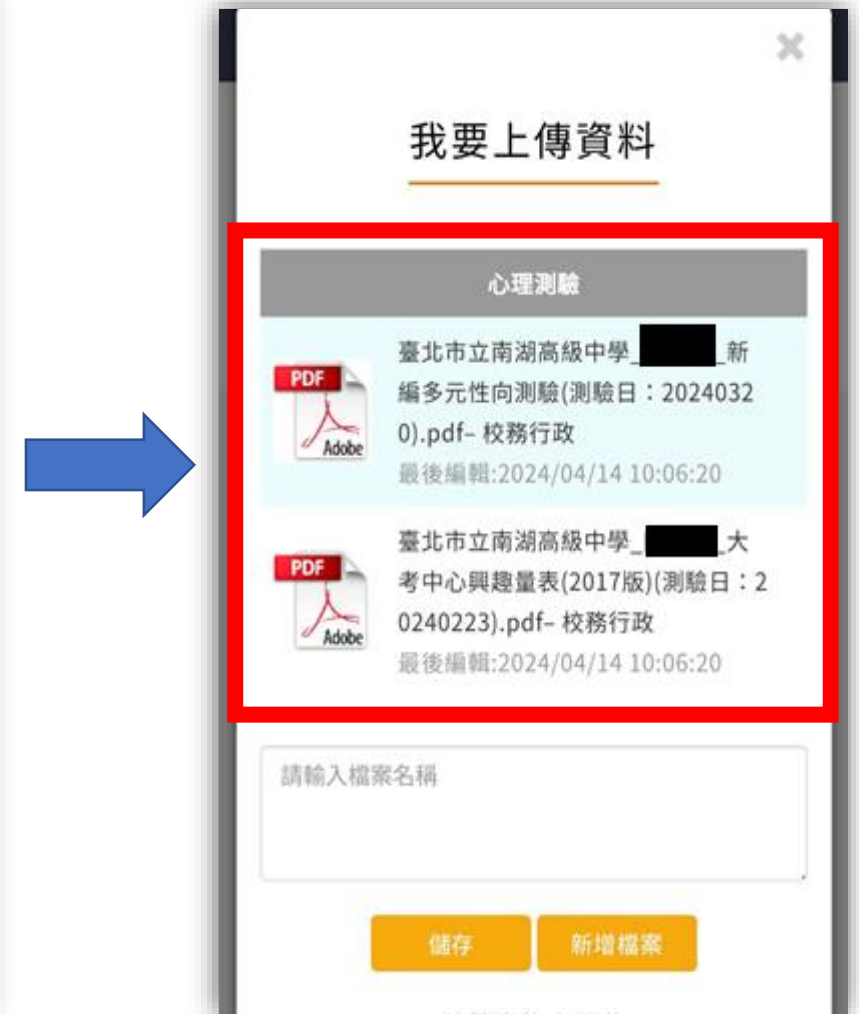 我要上傳資料
心理測驗
PDF
Adobe
臺北市立南湖高級中學_ _新
編多元性向測驗(測驗日：2024032
0).pdf– 校務行政
最後編輯:2024/04/14 10:06:20
PDF
Adobe
臺北市立南湖高級中學_ _大
考中心興趣量表(2017版)(測驗日：2
0240223).pdf– 校務行政
最後編輯:2024/04/14 10:06:20
請輸入檔案名稱
儲存
新增檔案